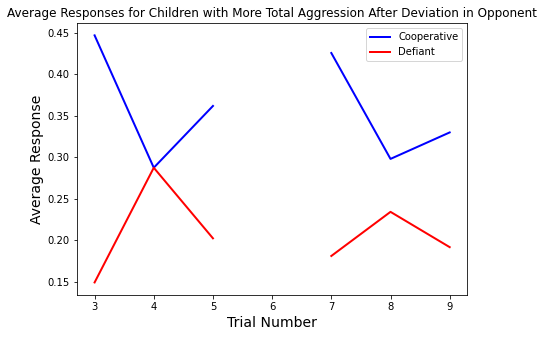 Average Responses for Children with More Total Aggression After Deviation in Opponent
Cooperative
Defiant
0.45
0.40
0.35
0.30
0.25
0.20
0.15
Average Response
3 4 5 6 7 8 9
Trial Number